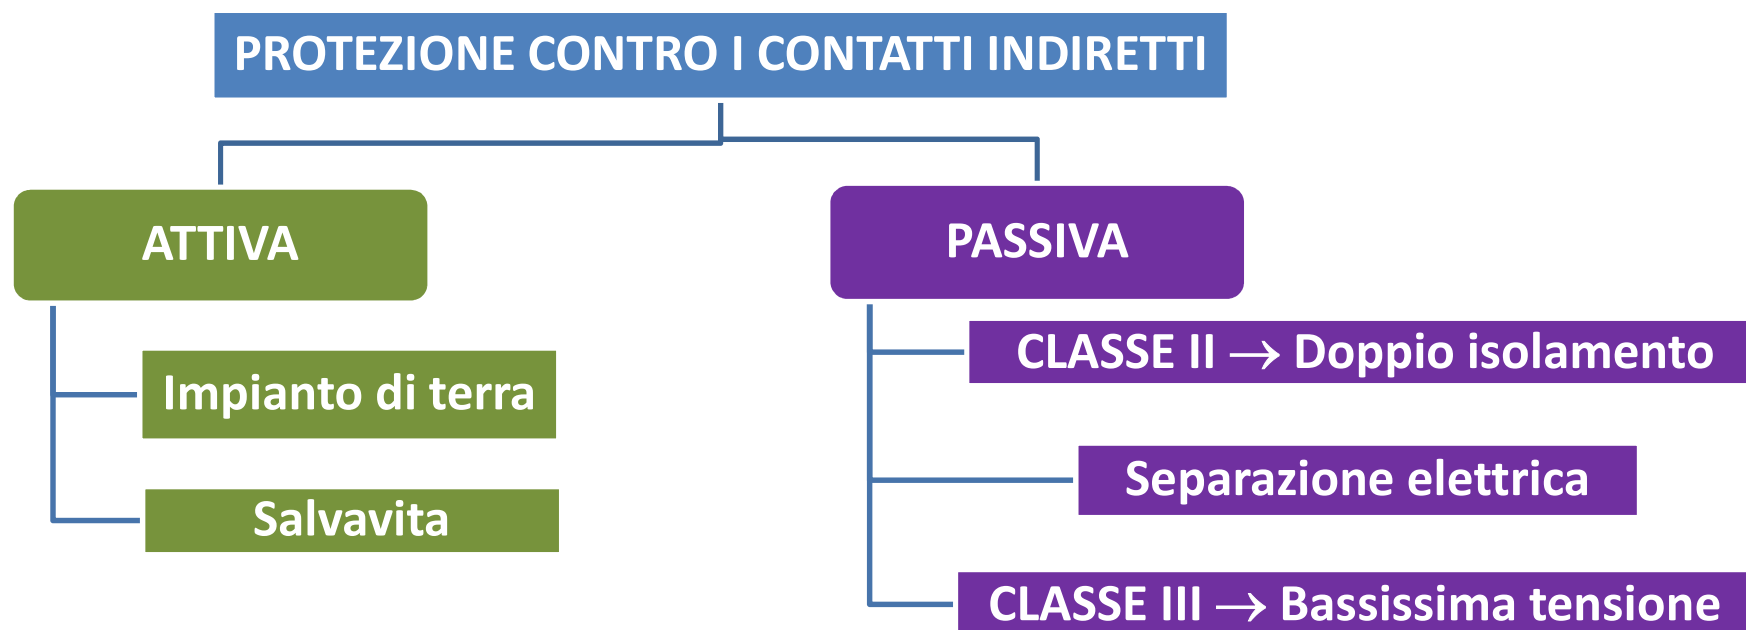 PROTEZIONE CONTRO I CONTATTI INDIRETTI
ATTIVA
Impianto di terra
Salvavita
PASSIVA
CLASSE II → Doppio isolamento
Separazione elettrica
CLASSE III → Bassissima tensione